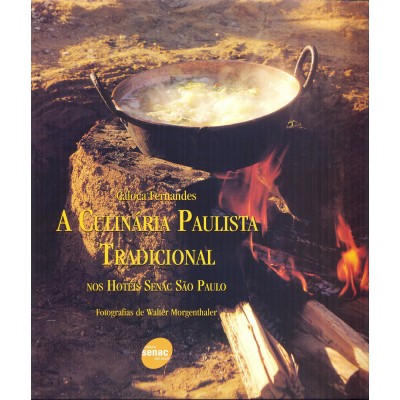 Caloca Fernandes
A CULINÁRIA PAULISTA
TRADICIONAL
NOS HOTÉIS SENAC SÃO PAULO
Fotografias de Walter Morgenthaler
senac